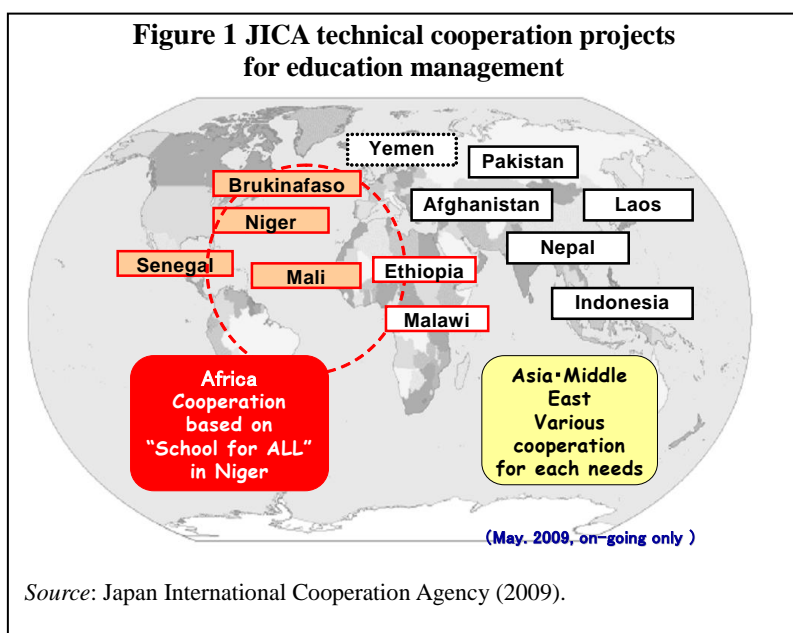 Figure 1 JICA technical cooperation projects
for education management
Yemen
Pakistan
Brukinafaso
Afghanistan
Laos
Niger
Nepal
Senegal
Mali
Ethiopia
Indonesia
Malawi
Africa
Cooperation
based on
“School for ALL”
in Niger
Asia・Middle
East
Various
cooperation
for each needs
(May. 2009, on-going only )
Source: Japan International Cooperation Agency (2009).